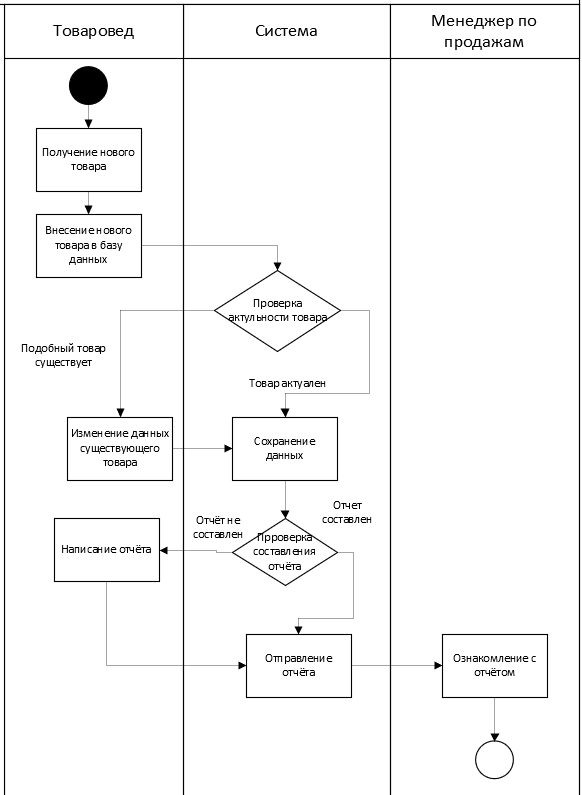 Товаровед
Система
Менеджер по
продажам
Получение нового
товара
Внесение нового
товара в базу
данных
Проверка
актульности товара
Подобный товар
существует
Товар актуален
Изменение данных
существующего
товара
Сохранение
данных
Отчёт не
составлен
Отчет
составлен
Написание отчёта
Прроверка
составления
отчёта
Отправление
отчёта
Ознакомление с
отчётом